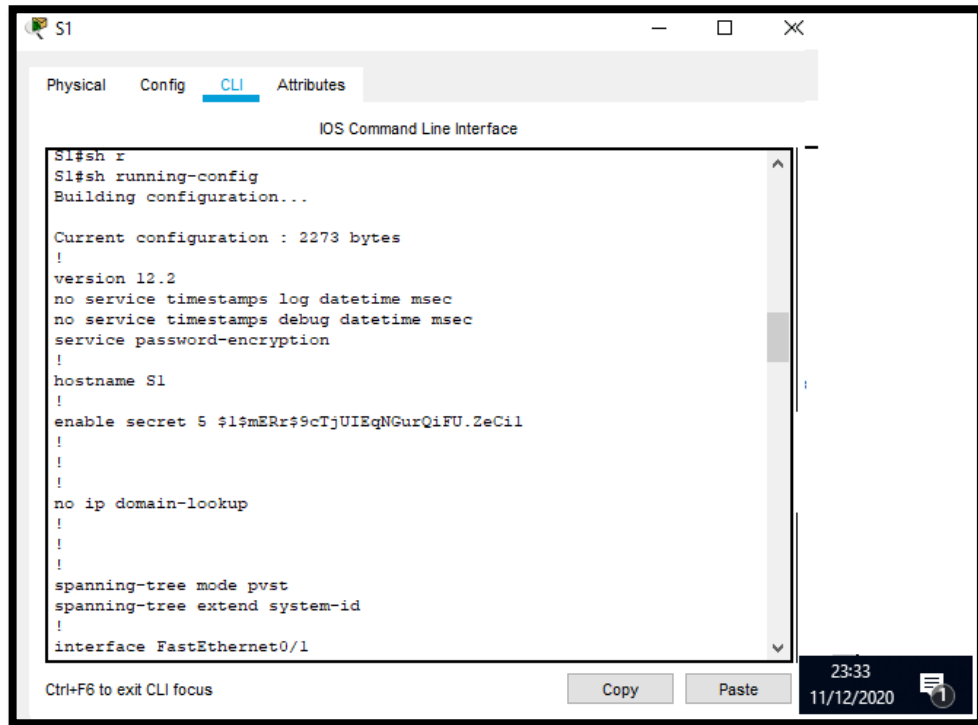 S1
Physical Config CLI Attributes
IOS Command Line Interface
S1#sh r
S1#sh running-config
Building configuration...
Current configuration : 2273 bytes
!
version 12.2
no service timestamps log datetime msec
no service timestamps debug datetime msec
service password-encryption
!
hostname S1
!
enable secret 5 $1$mERr$9cTjUIEqNGurQiFU.ZeCi1
!
!
!
no ip domain-lookup
!
!
!
spanning-tree mode pvst
spanning-tree extend system-id
!
interface FastEthernet0/1
Ctrl+F6 to exit CLI focus
Copy Paste
23:33
11/12/2020
1